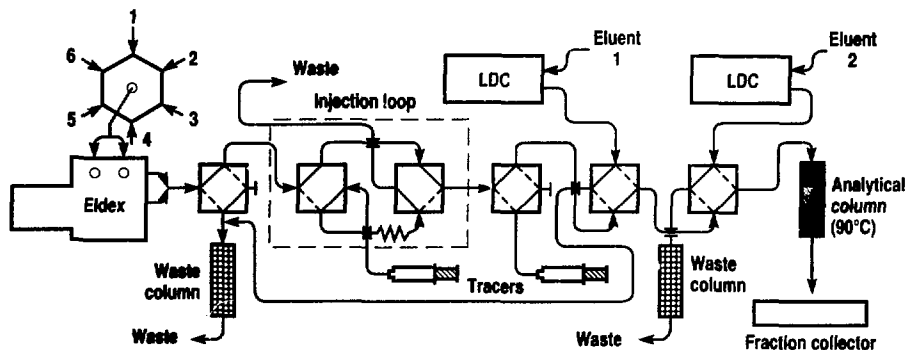 1
6
2
5
3
4
Eldex
Waste
Injection loop
LDC
Eluent
1
LDC
Eluent
2
Waste
column
Waste
Tracers
Waste
column
Waste
Analytical
column
(90°C)
Fraction collector